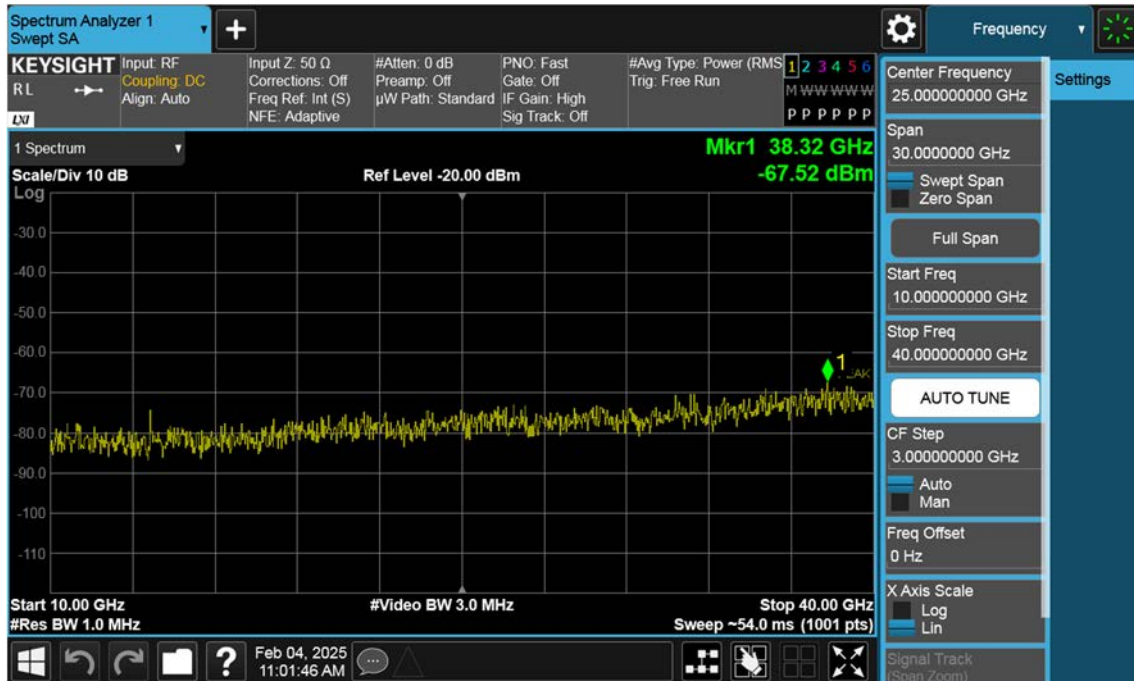 Spectrum Analyzer 1
Swept SA
Frequency
KEYSIGHT
R L
LXI
Input: RF
Coupling: DC
Align: Auto
Input Z: 50 Ω
Corrections: Off
Freq Ref: Int (S)
NFE: Adaptive
#Atten: 0 dB
Preamp: Off
µW Path: Standard
PNO: Fast
Gate: Off
IF Gain: High
Sig Track: Off
#Avg Type: Power (RMS
Trig: Free Run
1 2 3 4 5 6
M W W W W W
P P P P P P
1 Spectrum
Scale/Div 10 dB
Log
Ref Level -20.00 dBm
Mkr1 38.32 GHz
-67.52 dBm
-30.0
-40.0
-50.0
-60.0
-70.0
-80.0
-90.0
-100
-110
1
Start 10.00 GHz
#Res BW 1.0 MHz
#Video BW 3.0 MHz
Stop 40.00 GHz
Sweep ~54.0 ms (1001 pts)
Feb 04, 2025
11:01:46 AM
Center Frequency
25.000000000 GHz
Span
30.0000000 GHz
Swept Span
Zero Span
Full Span
Start Freq
10.000000000 GHz
Stop Freq
40.000000000 GHz
AUTO TUNE
CF Step
3.000000000 GHz
Auto
Man
Freq Offset
0 Hz
X Axis Scale
Log
Lin
Signal Track
(Span Zoom)
Settings